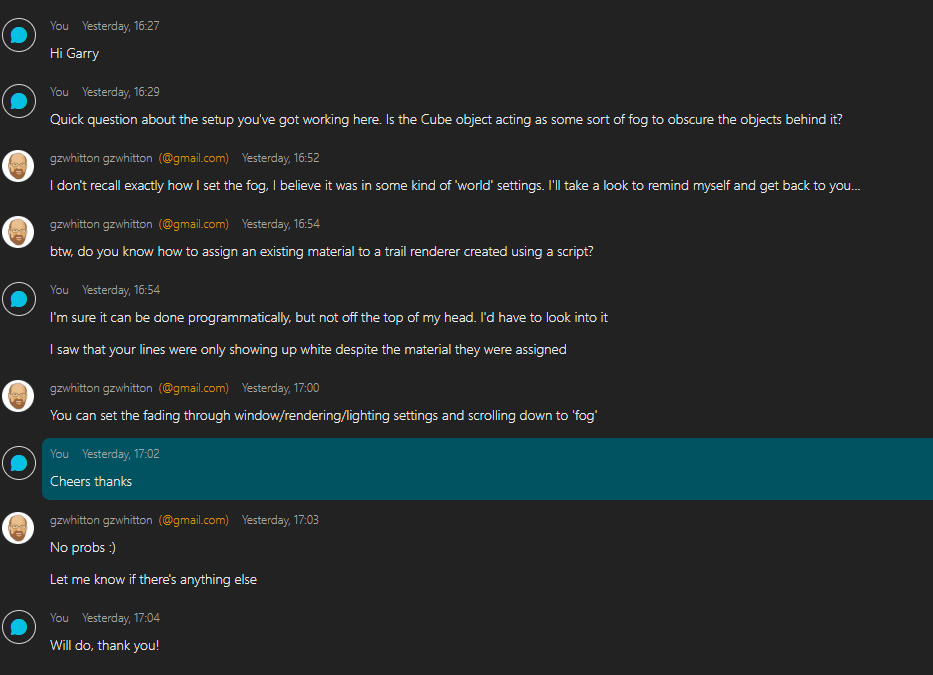 You Yesterday, 16:27
Hi Garry
You Yesterday, 16:29
Quick question about the setup you've got working here. Is the Cube object acting as some sort of fog to obscure the objects behind it?
gzwhitton gzwhitton (@gmail.com) Yesterday, 16:52
I don't recall exactly how I set the fog, I believe it was in some kind of 'world' settings. I'll take a look to remind myself and get back to you...
gzwhitton gzwhitton (@gmail.com) Yesterday, 16:54
btw, do you know how to assign an existing material to a trail renderer created using a script?
You Yesterday, 16:54
I'm sure it can be done programmatically, but not off the top of my head. I'd have to look into it
I saw that your lines were only showing up white despite the material they were assigned
gzwhitton gzwhitton (@gmail.com) Yesterday, 17:00
You can set the fading through window/rendering/lighting settings and scrolling down to 'fog'
You Yesterday, 17:02
Cheers thanks
gzwhitton gzwhitton (@gmail.com) Yesterday, 17:03
No probs :)
Let me know if there's anything else
You Yesterday, 17:04
Will do, thank you!